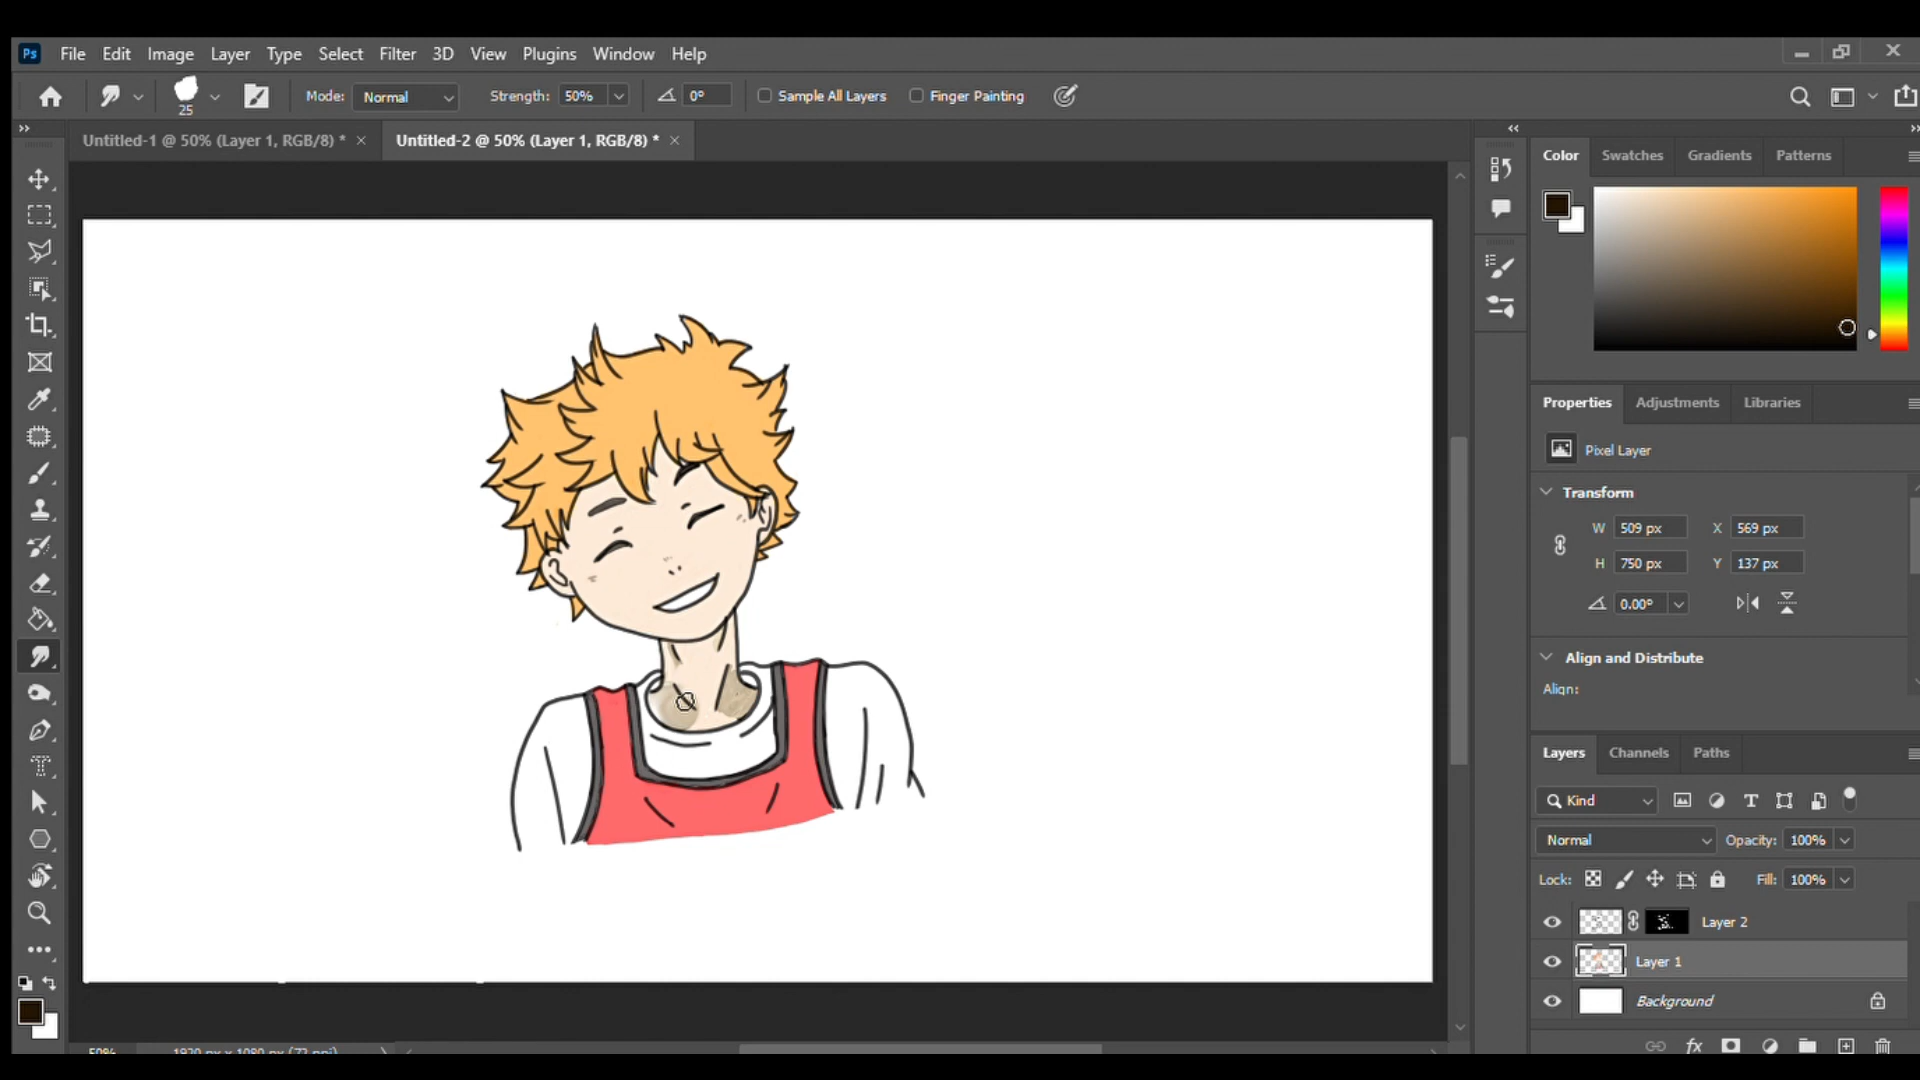 Ps File Edit Image Layer Type Select Filter 3D View Plugins Window Help
25 Mode: Normal Strength: 50% 0° Sample All Layers Finger Painting
Untitled-1 @ 50% (Layer 1, RGB/8) * Untitled-2 @ 50% (Layer 1, RGB/8) *
Color Swatches Gradients Patterns
Properties Adjustments Libraries
Pixel Layer
Transform
W 509 px X 569 px
H 750 px Y 137 px
0.00°
Align and Distribute
Align:
Layers Channels Paths
Kind
Normal Opacity: 100%
Lock: Fill: 100%
Layer 2
Layer 1
Background
fx
50% 1920 px x 1080 px (72 ppi)